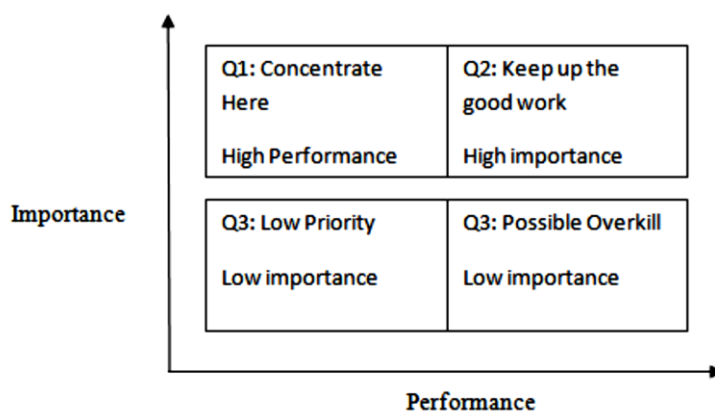 Q1: Concentrate
Here
High Performance
Q2: Keep up the
good work
High importance
Importance
Q3: Low Priority
Low importance
Q3: Possible Overkill
Low importance
Performance